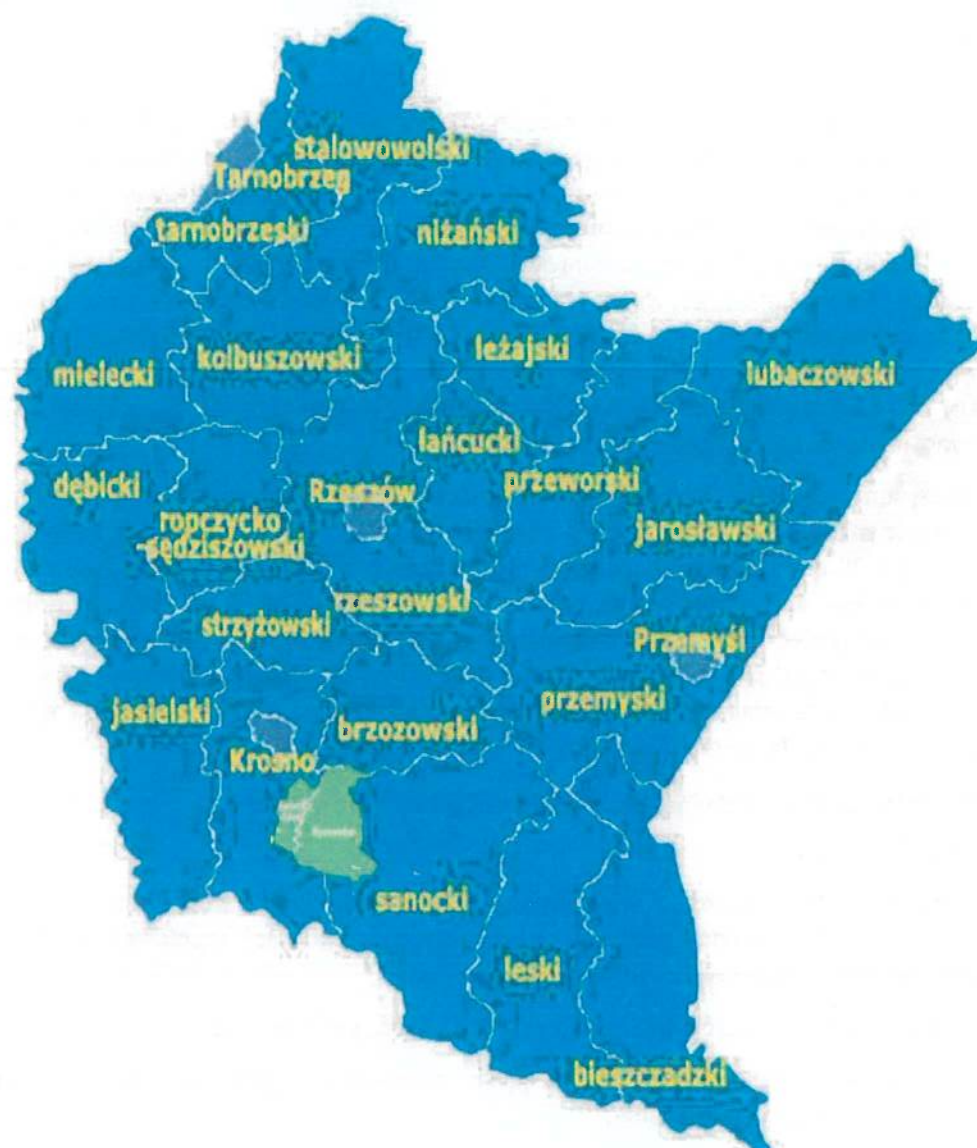 stalowowolski
Tarnobrzeg
tarnobrzeski
niżański
leżajski
kolbuszowski
mielecki
lubaczowski
łańcucki
dębicki
Rzeszów
przeworski
ropczycko
-sędziszowski
jarosławski
rzeszowski
strzyżowski
Przemyśl
przemyski
jasielski
brzozowski
Krosno
sanocki
leski
bieszczadzki